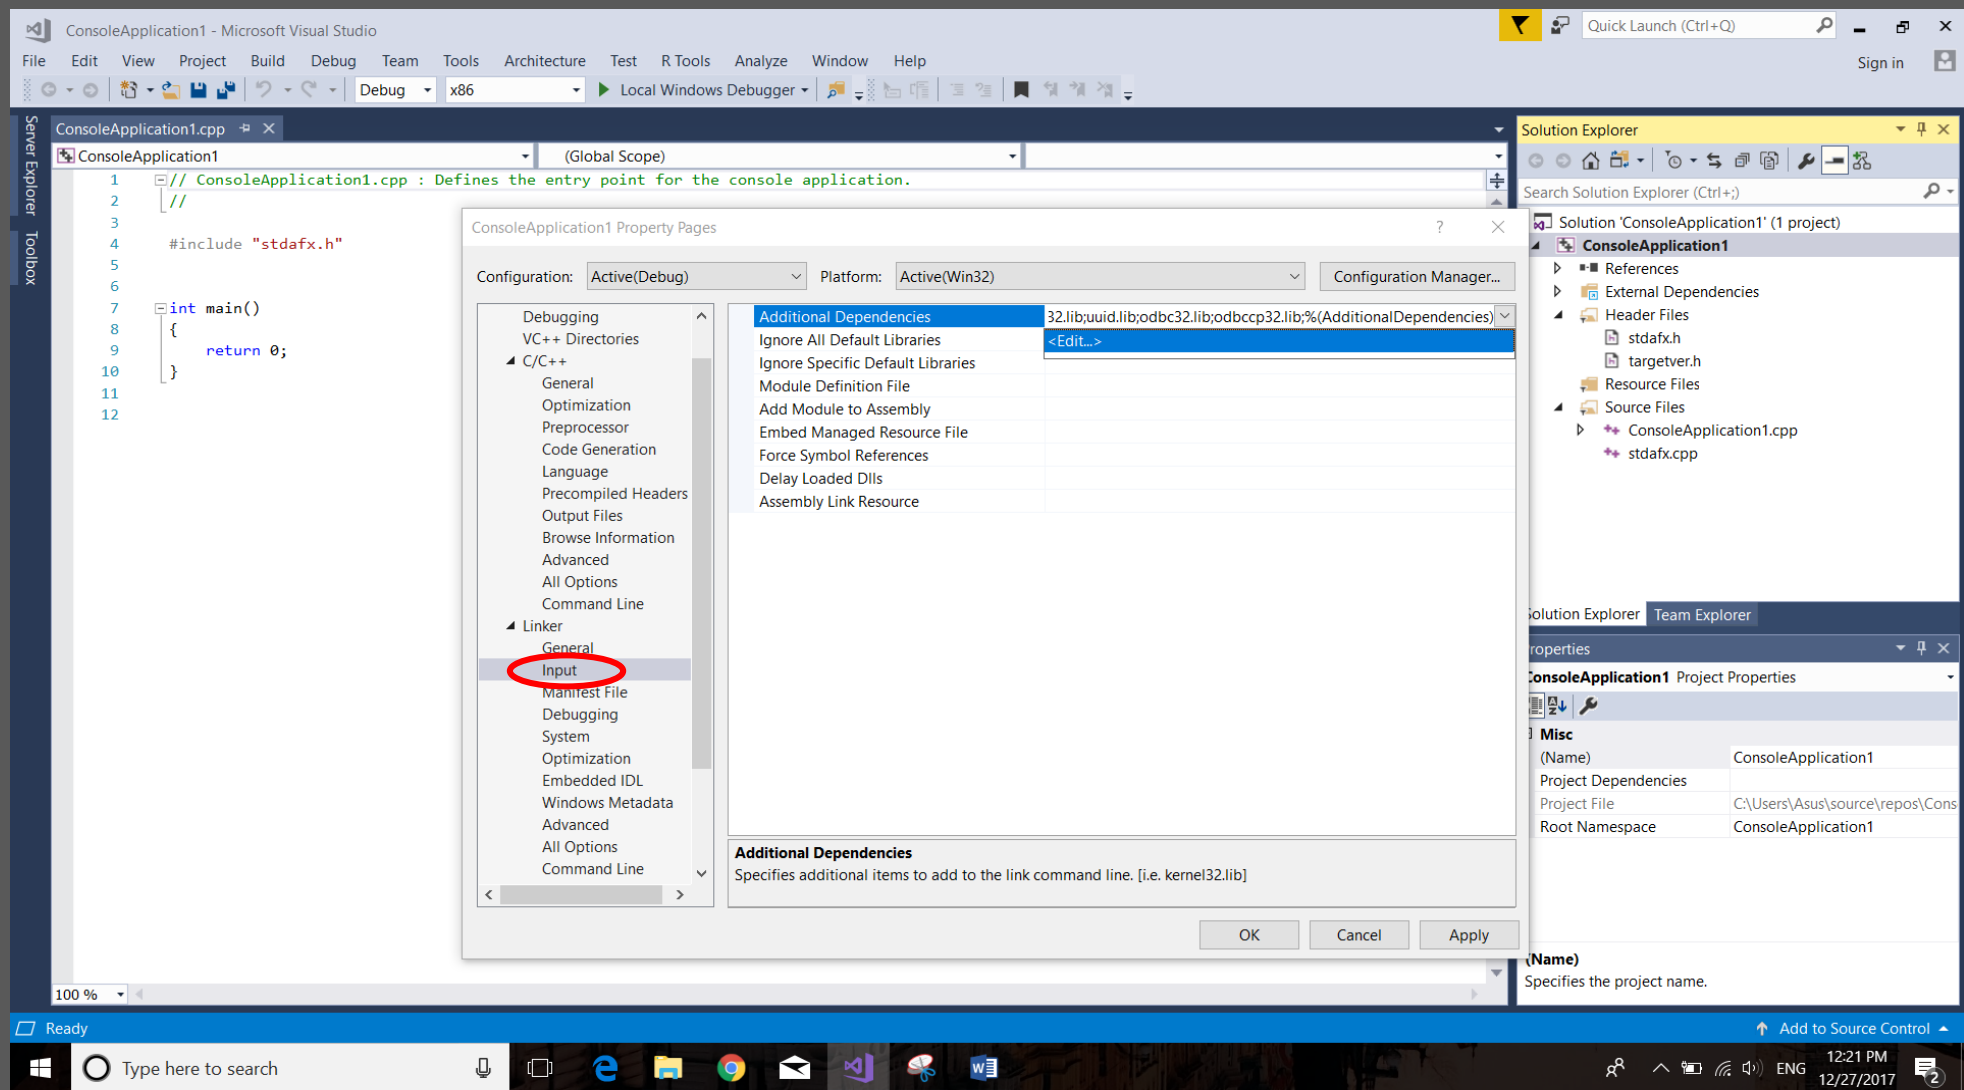 ConsoleApplication1 - Microsoft Visual Studio
Quick Launch (Ctrl+Q)
File Edit View Project Build Debug Team Tools Architecture Test R Tools Analyze Window Help
Sign in
Debug x86 Local Windows Debugger
Server Explorer
Toolbox
ConsoleApplication1.cpp
ConsoleApplication1 (Global Scope)
1 // ConsoleApplication1.cpp : Defines the entry point for the console application.
2 //
3
4 #include "stdafx.h"
5
6
7 int main()
8 {
9 return 0;
10 }
11
12
100 %
ConsoleApplication1 Property Pages ?
Configuration: Active(Debug) Platform: Active(Win32) Configuration Manager...
Debugging
VC++ Directories
C/C++
General
Optimization
Preprocessor
Code Generation
Language
Precompiled Headers
Output Files
Browse Information
Advanced
All Options
Command Line
Linker
General
Input
Manifest File
Debugging
System
Optimization
Embedded IDL
Windows Metadata
Advanced
All Options
Command Line
Additional Dependencies 32.lib;uuid.lib;odbc32.lib;odbccp32.lib;%(AdditionalDependencies)
Ignore All Default Libraries <Edit...>
Ignore Specific Default Libraries
Module Definition File
Add Module to Assembly
Embed Managed Resource File
Force Symbol References
Delay Loaded Dlls
Assembly Link Resource
Additional Dependencies
Specifies additional items to add to the link command line. [i.e. kernel32.lib]
OK Cancel Apply
Solution Explorer
Search Solution Explorer (Ctrl+;)
Solution 'ConsoleApplication1' (1 project)
ConsoleApplication1
References
External Dependencies
Header Files
stdafx.h
targetver.h
Resource Files
Source Files
ConsoleApplication1.cpp
stdafx.cpp
Solution Explorer Team Explorer
roperties
ConsoleApplication1 Project Properties
Misc
(Name) ConsoleApplication1
Project Dependencies
Project File C:\Users\Asus\source\repos\Cons
Root Namespace ConsoleApplication1
(Name)
Specifies the project name.
Ready
Add to Source Control
Type here to search
ENG
12:21 PM
12/27/2017
2